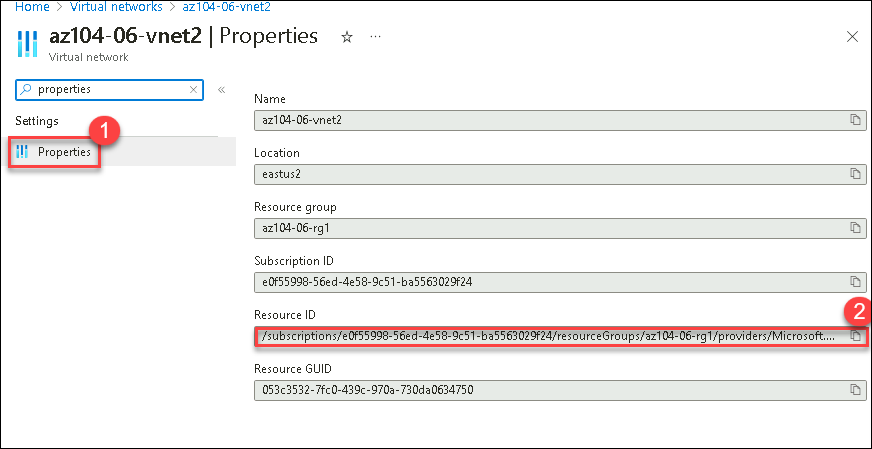 Home > Virtual networks > az104-06-vnet2
az104-06-vnet2 | Properties
Virtual network
properties
Settings
1
Properties
Name
az104-06-vnet2
Location
eastus2
Resource group
az104-06-rg1
Subscription ID
e0f55998-56ed-4e58-9c51-ba5563029f24
Resource ID
2
/subscriptions/e0f55998-56ed-4e58-9c51-ba5563029f24/resourceGroups/az104-06-rg1/providers/Microsoft....
Resource GUID
053c3532-7fc0-439c-970a-730da0634750